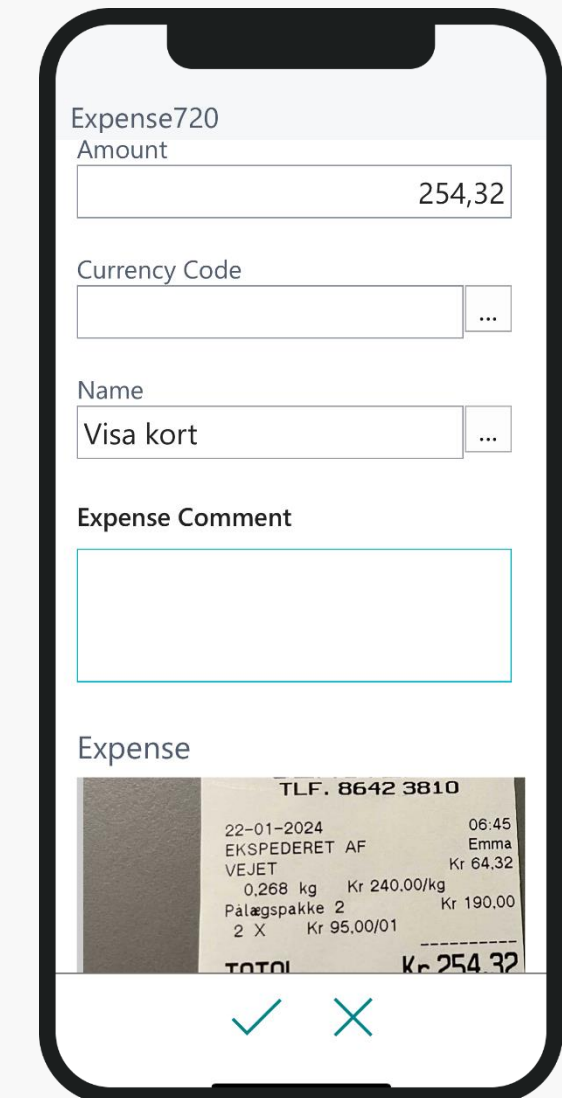 Expense720
Amount
254,32
Currency Code
...
Name
Visa kort
...
Expense Comment
Expense
TLF. 8642 3810
22-01-2024 06:45
EKSPEDERET AF Emma
VEJET Kr 64,32
0,268 kg Kr 240,00/kg
Pålægspakke 2 Kr 190,00
2 X Kr 95,00/01
----------
TOTAL Kr 254,32